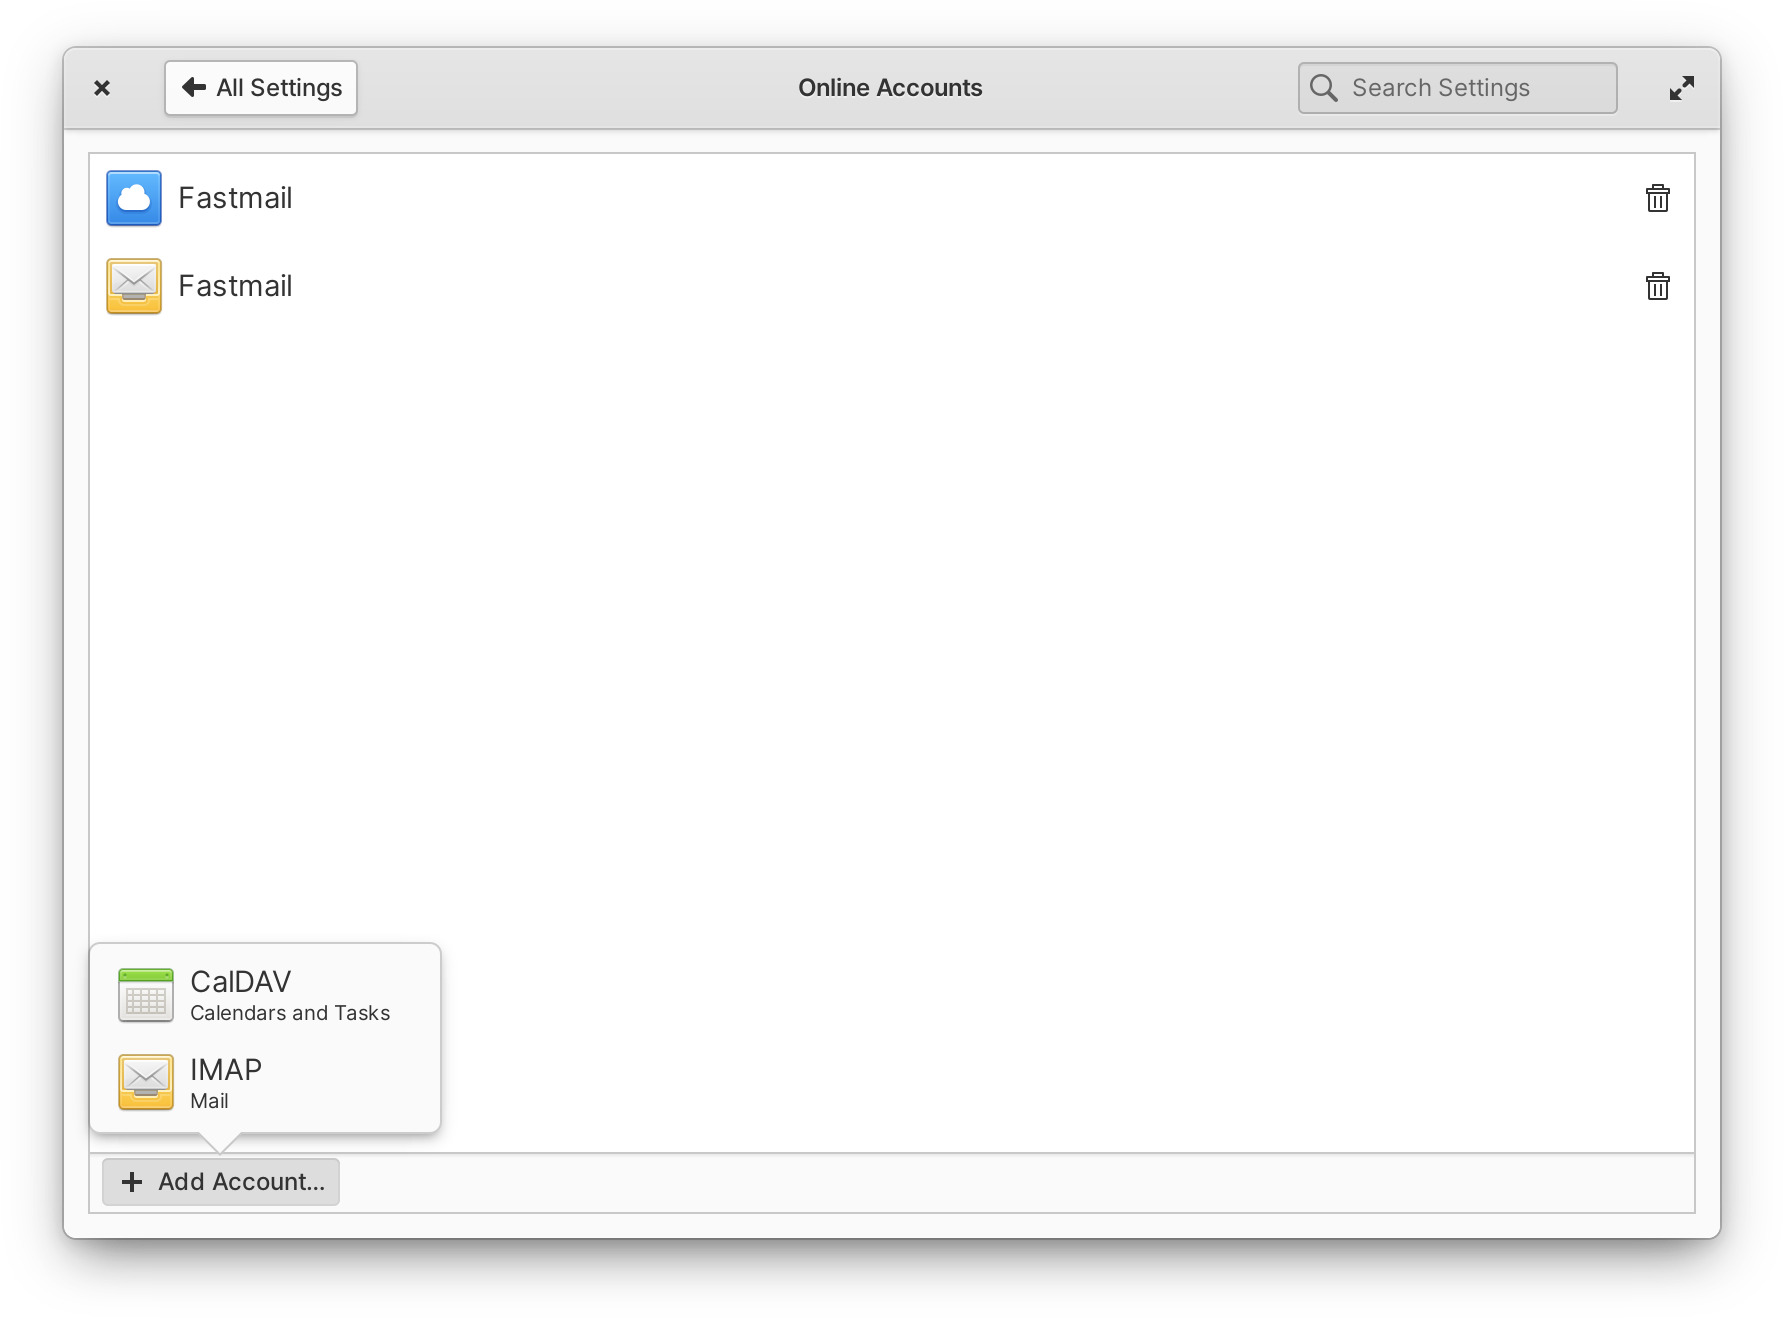 All Settings
Online Accounts
Search Settings
Fastmail
Fastmail
CalDAV
Calendars and Tasks
IMAP
Mail
Add Account…